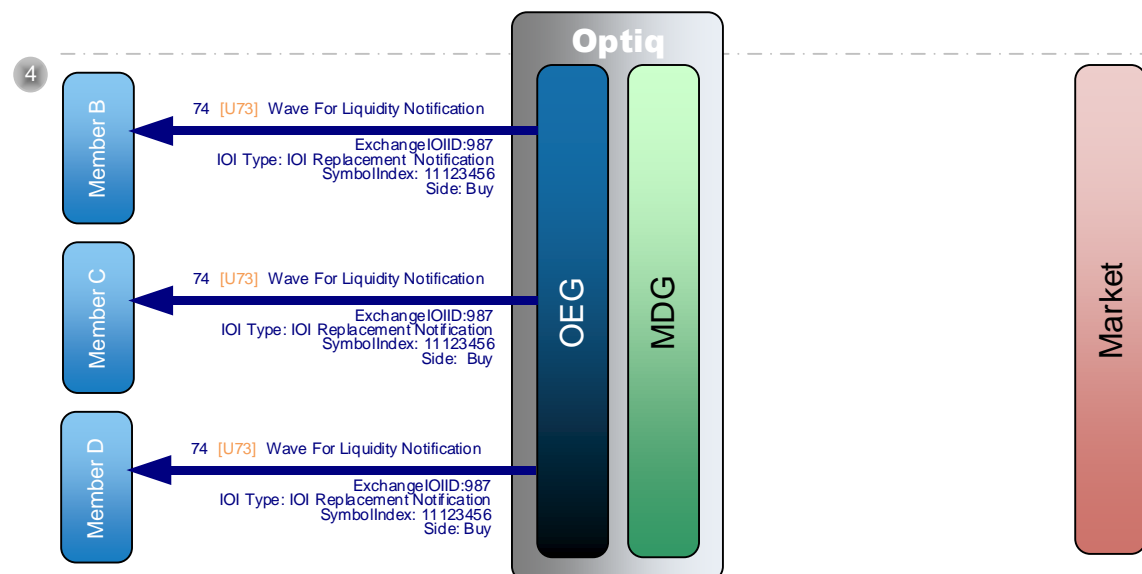 Optiq
4
Member B
74 [U73] Wave For Liquidity Notification
ExchangeIOIID:987
IOI Type: IOI Replacement Notification
SymbolIndex: 11123456
Side: Buy
Member C
74 [U73] Wave For Liquidity Notification
ExchangeIOIID:987
IOI Type: IOI Replacement Notification
SymbolIndex: 11123456
Side: Buy
Member D
74 [U73] Wave For Liquidity Notification
ExchangeIOIID:987
IOI Type: IOI Replacement Notification
SymbolIndex: 11123456
Side: Buy
OEG
MDG
Market